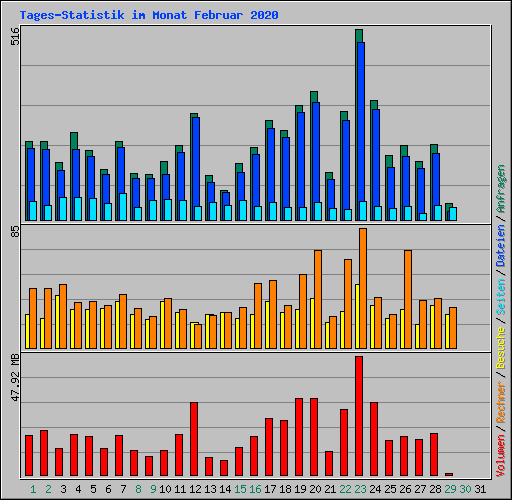 Tages-Statistik im Monat Februar 2020
516
85
47.92 MB
Volumen / Rechner / Besuche / Seiten / Dateien / Anfragen
1 2 3 4 5 6 7 8 9 10 11 12 13 14 15 16 17 18 19 20 21 22 23 24 25 26 27 28 29 30 31